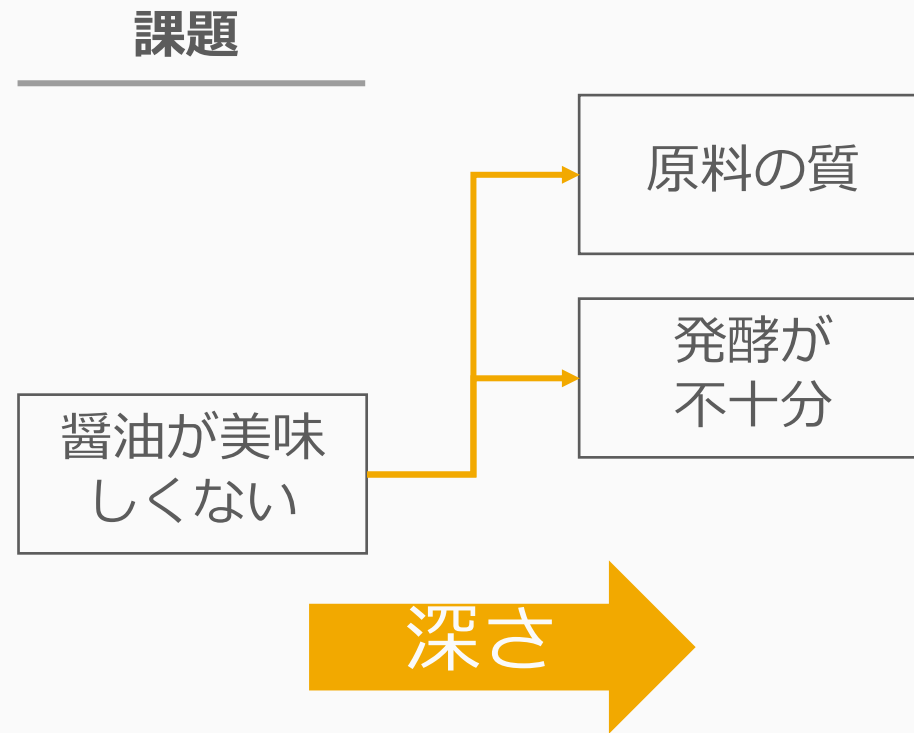 課題
原料の質
発酵が
不十分
醤油が美味
しくない
深さ